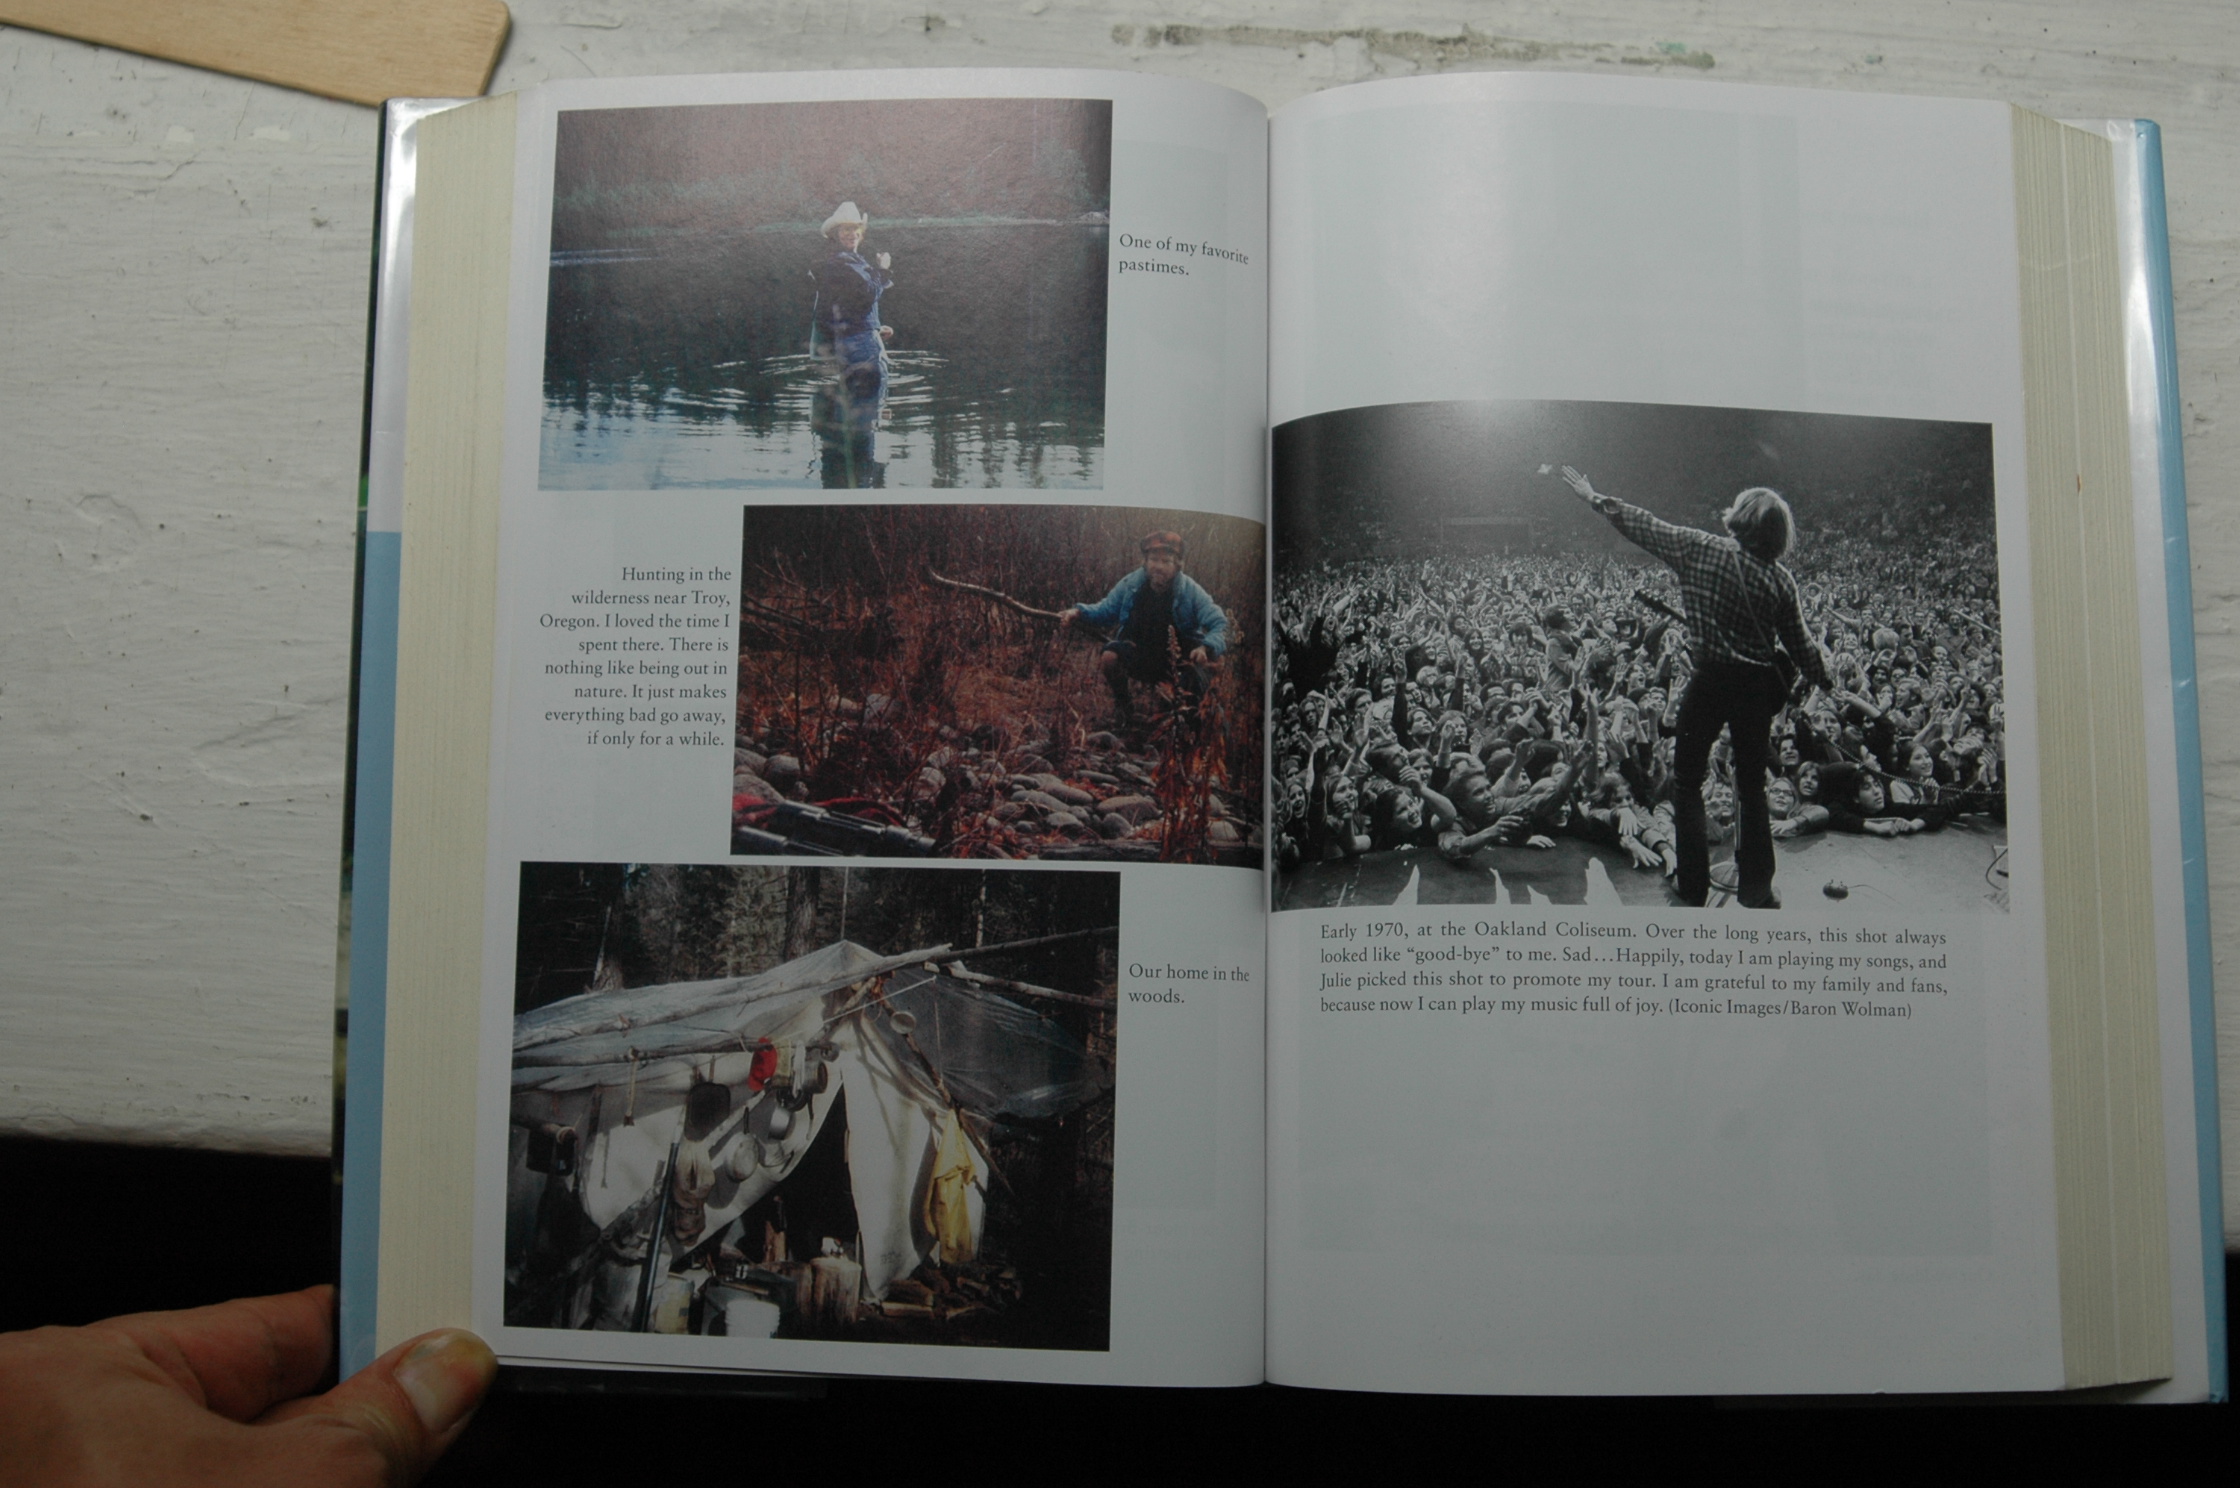 One of my favorite
pastimes.
Hunting in the
wilderness near Troy,
Oregon. I loved the time I
spent there. There is
nothing like being out in
nature. It just makes
everything bad go away,
if only for a while.
Our home in the
woods.
Early 1970, at the Oakland Coliseum. Over the long years, this shot always
looked like “good-bye” to me. Sad...Happily, today I am playing my songs, and
Julie picked this shot to promote my tour. I am grateful to my family and fans,
because now I can play my music full of joy. (Iconic Images/Baron Wolman)